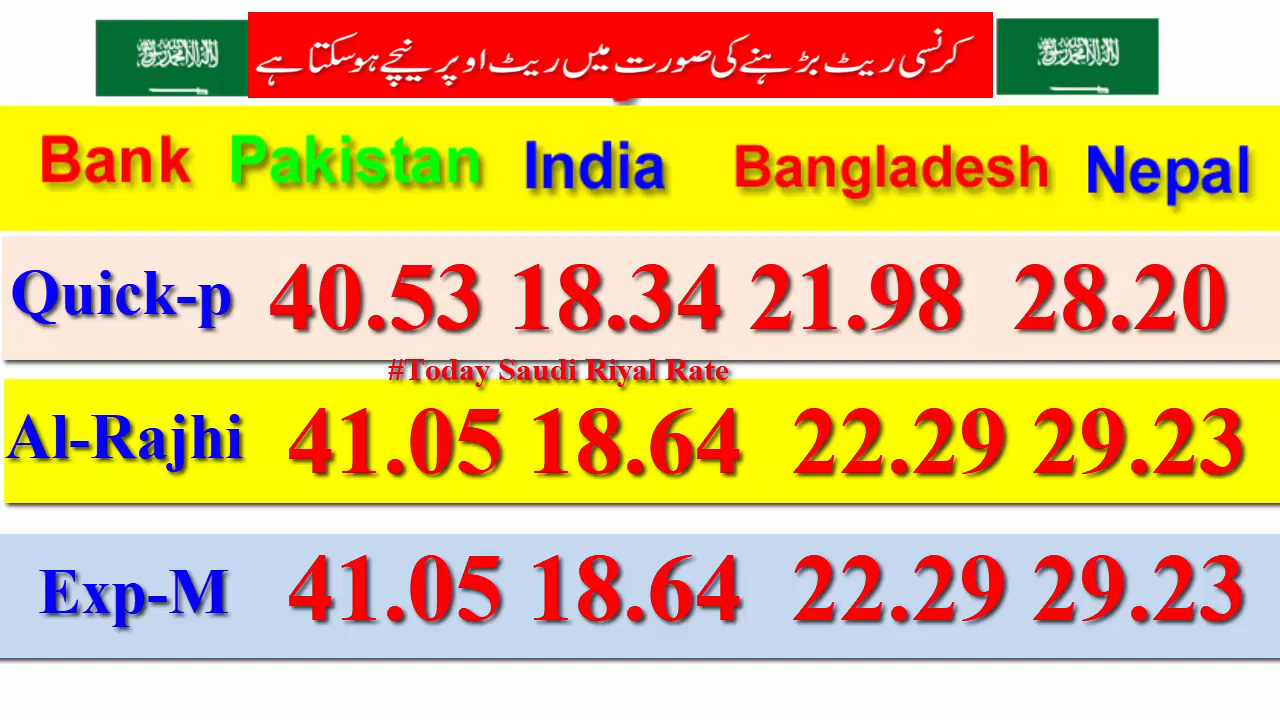 کرنسی ریٹ بڑھنے کی صورت میں ریٹ اوپر نیچے ہو سکتا ہے
Bank Pakistan India Bangladesh Nepal
Quick-p 40.53 18.34 21.98 28.20
#Today Saudi Riyal Rate
Al-Rajhi 41.05 18.64 22.29 29.23
Exp-M 41.05 18.64 22.29 29.23